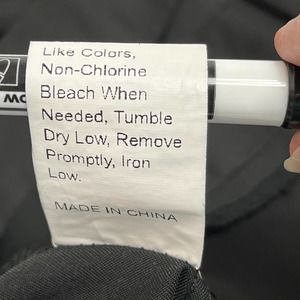 Like Colors,
Non-Chlorine
Bleach When
Needed, Tumble
Dry Low, Remove
Promptly, Iron
Low.
MADE IN CHINA